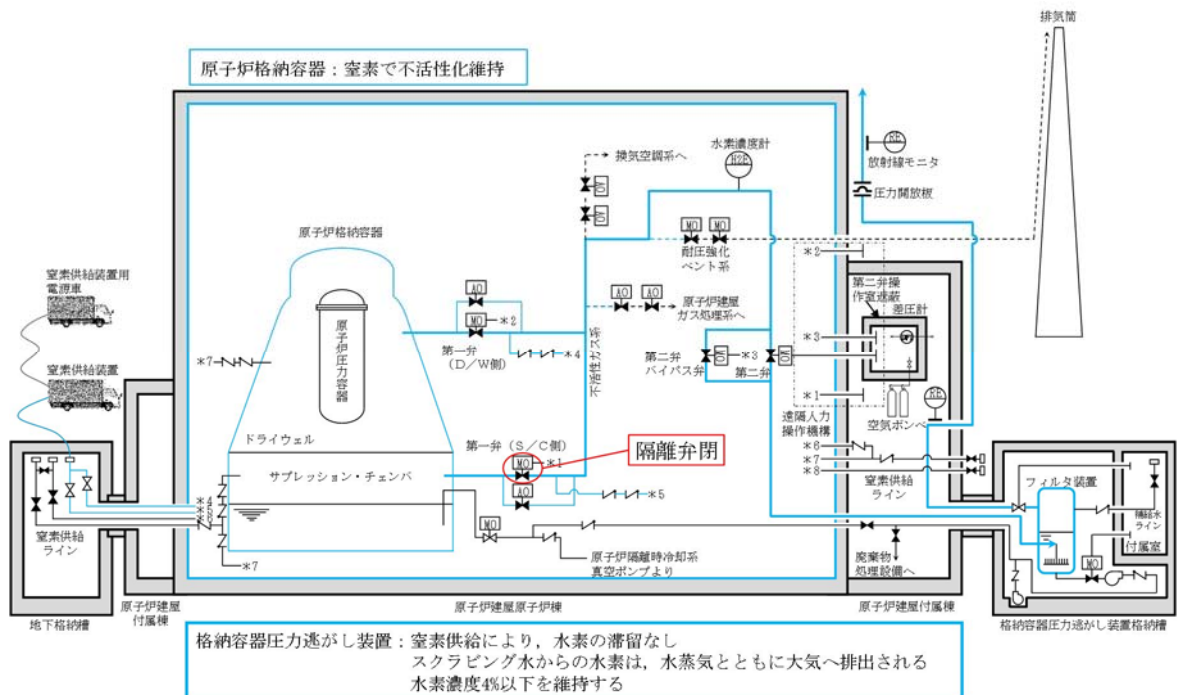 排気筒
原子炉格納容器：窒素で不活性化維持
水素濃度計
H2E
換気空調系へ
RE
放射線モニタ
圧力開放板
原子炉格納容器
MO
MO
耐圧強化
ベント系
*2
窒素供給装置用
電源車
原子炉圧力容器
AO
MO
*2
AO
AO
原子炉建屋
ガス処理系へ
第二弁操
作室遮蔽
差圧計
*3
*4
*7
第一弁
（D／W側）
不活性ガス系
第二弁
バイパス弁
*3
第二弁
窒素供給装置
*1
RE
遠隔人力
操作機構
空気ボンベ
ドライウェル
第一弁（S／C側）
隔離弁閉
MO
*1
*6
*7
*8
サプレッション・チェンバ
AO
*5
窒素供給
ライン
フィルタ装置
補給水
ライン
*4
*7
窒素供給
ライン
MO
原子炉隔離時冷却系
真空ポンプより
廃棄物
処理設備へ
付属室
MO
地下格納槽
原子炉建屋
付属棟
原子炉建屋原子炉棟
原子炉建屋付属棟
格納容器圧力逃がし装置格納槽
格納容器圧力逃がし装置：窒素供給により，水素の滞留なし
スクラビング水からの水素は，水蒸気とともに大気へ排出される
水素濃度4%以下を維持する